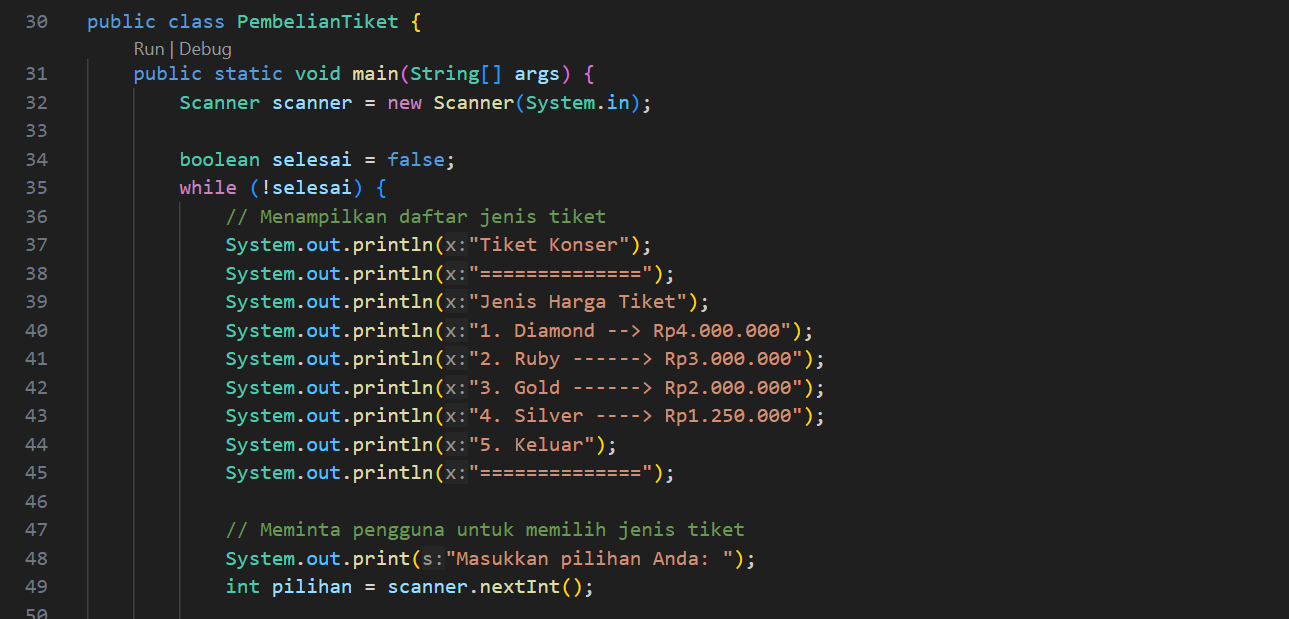 30 public class PembelianTiket {
Run | Debug
31 public static void main(String[] args) {
32 Scanner scanner = new Scanner(System.in);
33
34 boolean selesai = false;
35 while (!selesai) {
36 // Menampilkan daftar jenis tiket
37 System.out.println(x:"Tiket Konser");
38 System.out.println(x:"==============");
39 System.out.println(x:"Jenis Harga Tiket");
40 System.out.println(x:"1. Diamond --> Rp4.000.000");
41 System.out.println(x:"2. Ruby ------> Rp3.000.000");
42 System.out.println(x:"3. Gold ------> Rp2.000.000");
43 System.out.println(x:"4. Silver ----> Rp1.250.000");
44 System.out.println(x:"5. Keluar");
45 System.out.println(x:"==============");
46
47 // Meminta pengguna untuk memilih jenis tiket
48 System.out.print(s:"Masukkan pilihan Anda: ");
49 int pilihan = scanner.nextInt();
50